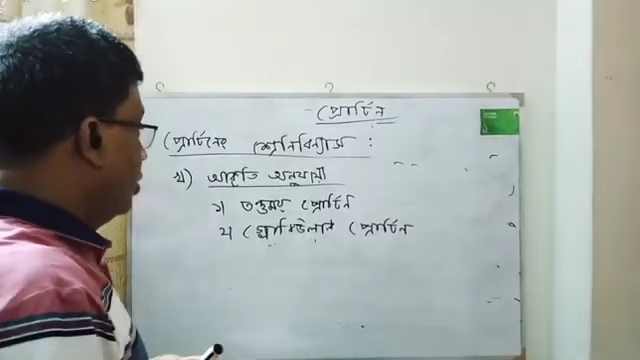 প্রোটিন
প্রোটিনের শ্রেনিবিন্যাস :
খ) আকৃতি অনুযায়ী
১। তন্তুময় প্রোটিন
২। গ্লোবিউলার প্রোটিন